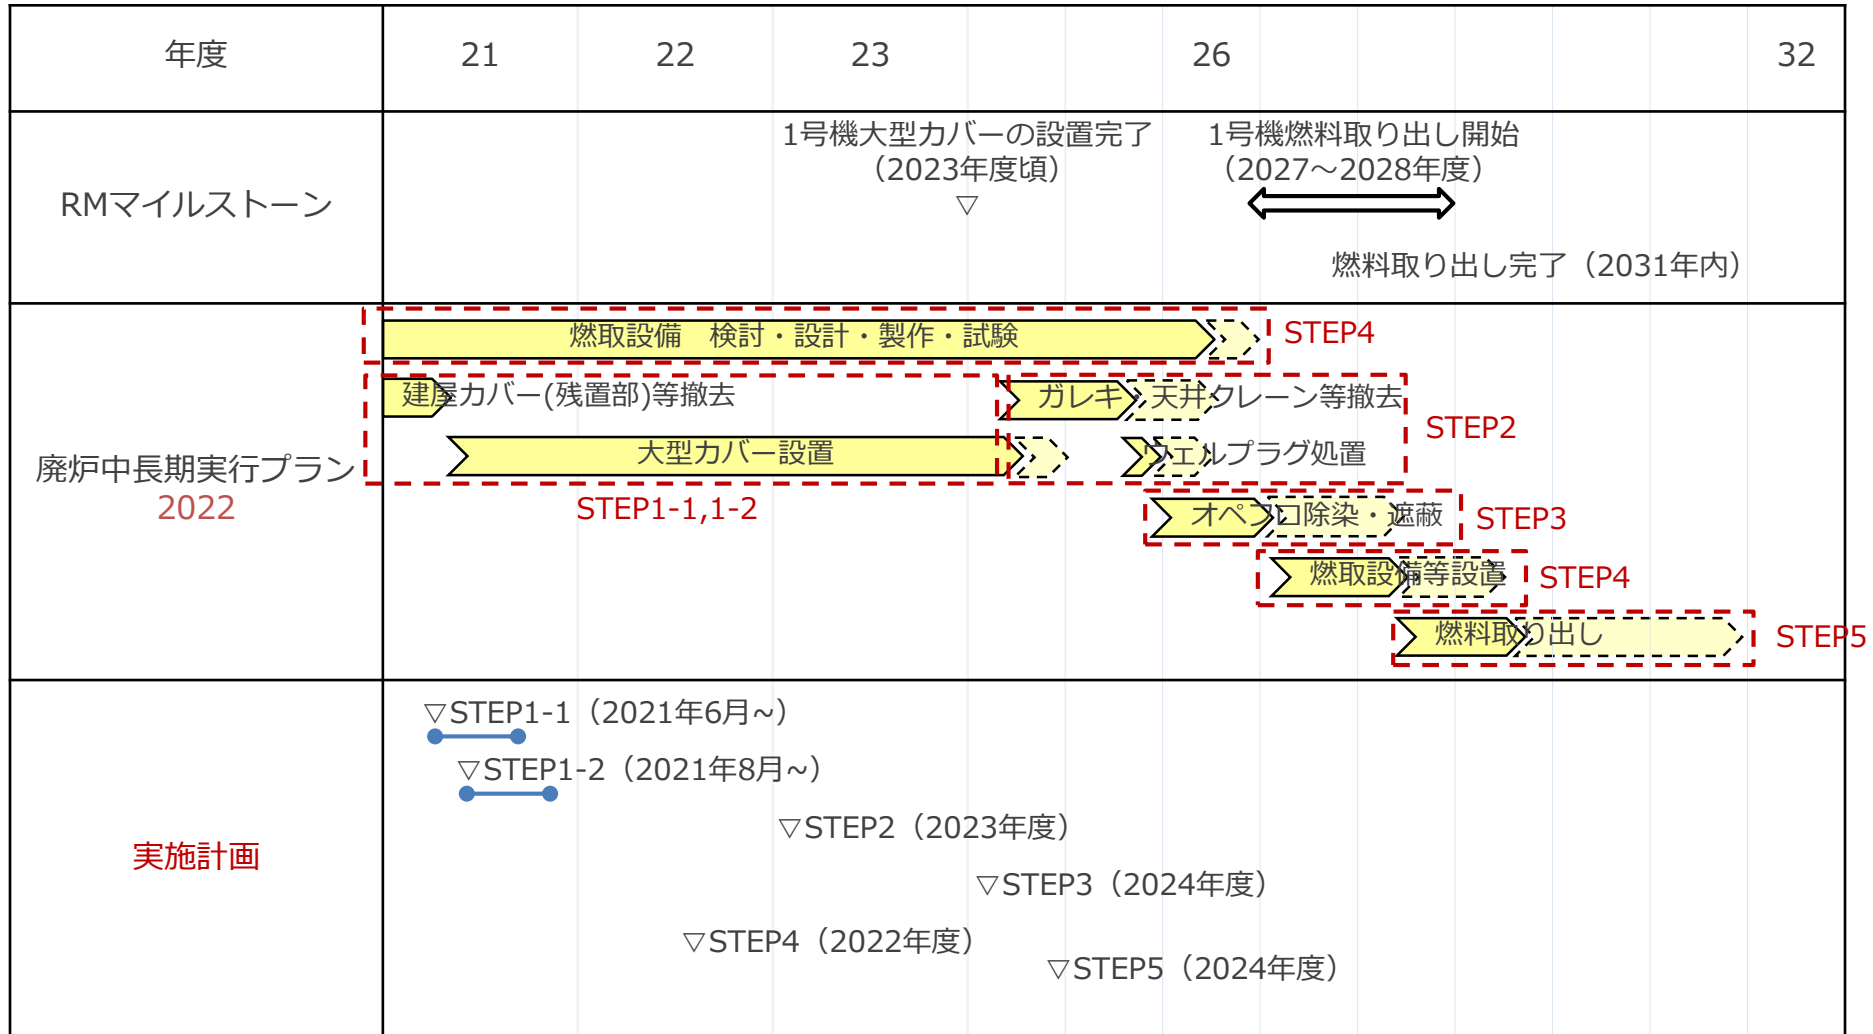 年度
21
22
23
26
32
RMマイルストーン
1号機大型カバーの設置完了
（2023年度頃）
▽
1号機燃料取り出し開始
（2027～2028年度）
燃料取り出し完了（2031年内）
廃炉中長期実行プラン
2022
燃取設備　検討・設計・製作・試験
STEP4
建屋カバー(残置部)等撤去
ガレキ・天井クレーン等撤去
STEP2
大型カバー設置
ウェルプラグ処置
STEP1-1,1-2
オペフロ除染・遮蔽
STEP3
燃取設備等設置
STEP4
燃料取り出し
STEP5
実施計画
▽STEP1-1（2021年6月~）
▽STEP1-2（2021年8月~）
▽STEP2（2023年度）
▽STEP3（2024年度）
▽STEP4（2022年度）
▽STEP5（2024年度）